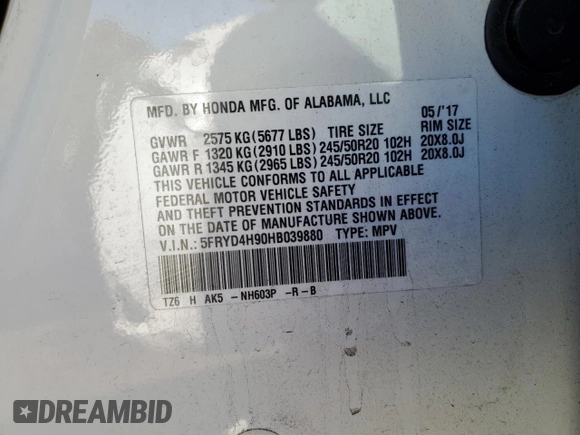 MFD. BY HONDA MFG. OF ALABAMA, LLC 05/'17
GVWR 2575 KG(5677 LBS) TIRE SIZE RIM SIZE
GAWR F 1320 KG(2910 LBS) 245/50R20 102H 20X8.0J
GAWR R 1345 KG(2965 LBS) 245/50R20 102H 20X8.0J
THIS VEHICLE CONFORMS TO ALL APPLICABLE
FEDERAL MOTOR VEHICLE SAFETY
AND THEFT PREVENTION STANDARDS IN EFFECT
ON THE DATE OF MANUFACTURE SHOWN ABOVE.
V.I.N.: 5FRYD4H90HB039880 TYPE: MPV
TZ6 H AK5 -NH603P -R-B
DREAMBID